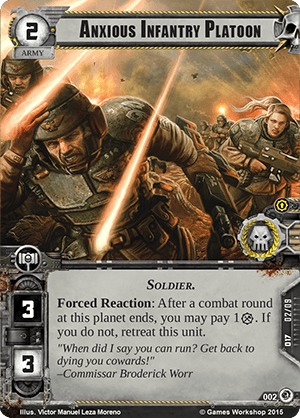 2
ARMY
ANXIOUS INFANTRY PLATOON
SOLDIER.
3
3
Forced Reaction: After a combat round
at this planet ends, you may pay 1. If
you do not, retreat this unit.
"When did I say you can run? Get back to
dying you cowards!"
–Commissar Broderick Worr
017 02/09
002
Illus. Victor Manuel Leza Moreno
© Games Workshop 2015